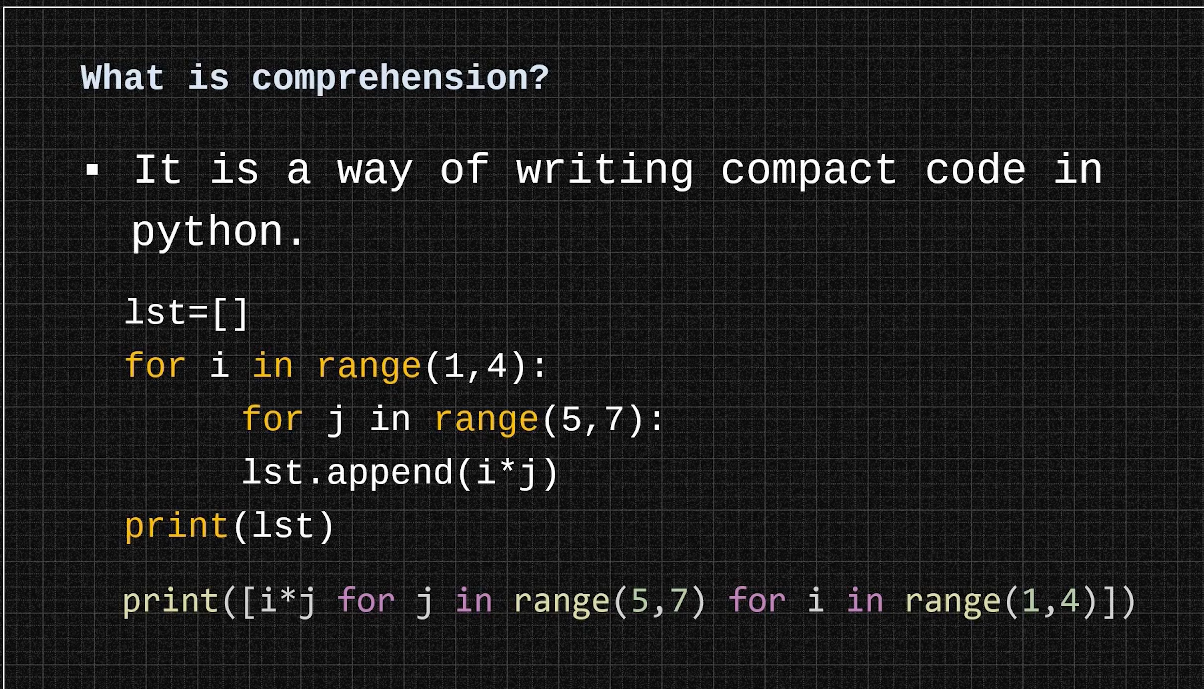 What is comprehension?
▪ It is a way of writing compact code in
python.
lst=[]
for i in range(1,4):
     for j in range(5,7):
     lst.append(i*j)
print(lst)
print([i*j for j in range(5,7) for i in range(1,4)])